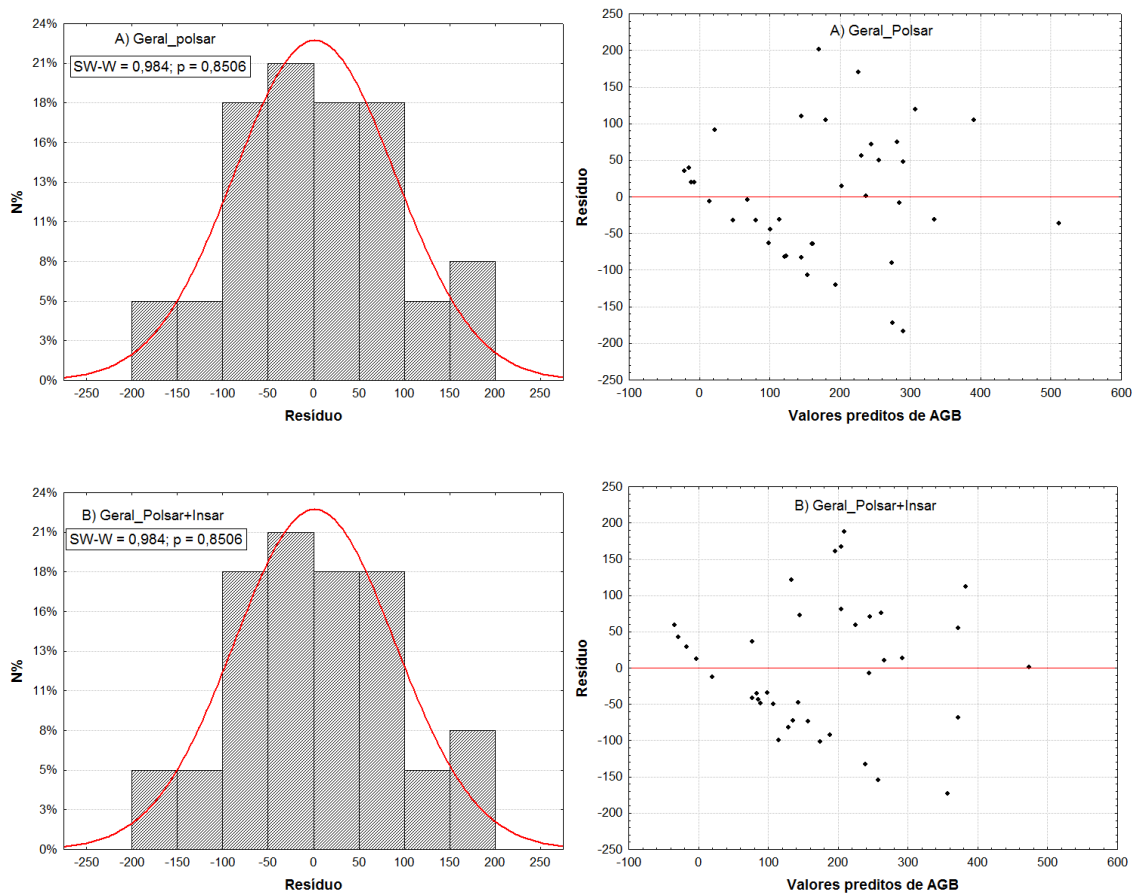 24%
21%
18%
16%
13%
11%
8%
5%
3%
0%
N%
A) Geral_polsar
SW-W = 0,984; p = 0,8506
-250 -200 -150 -100 -50 0 50 100 150 200 250
Resíduo
250
200
150
100
50
0
-50
-100
-150
-200
-250
Resíduo
A) Geral_Polsar
-100 0 100 200 300 400 500 600
Valores preditos de AGB
24%
21%
18%
16%
13%
11%
8%
5%
3%
0%
N%
B) Geral_Polsar+Insar
SW-W = 0,984; p = 0,8506
-250 -200 -150 -100 -50 0 50 100 150 200 250
Resíduo
250
200
150
100
50
0
-50
-100
-150
-200
-250
Resíduo
B) Geral_Polsar+Insar
-100 0 100 200 300 400 500 600
Valores preditos de AGB